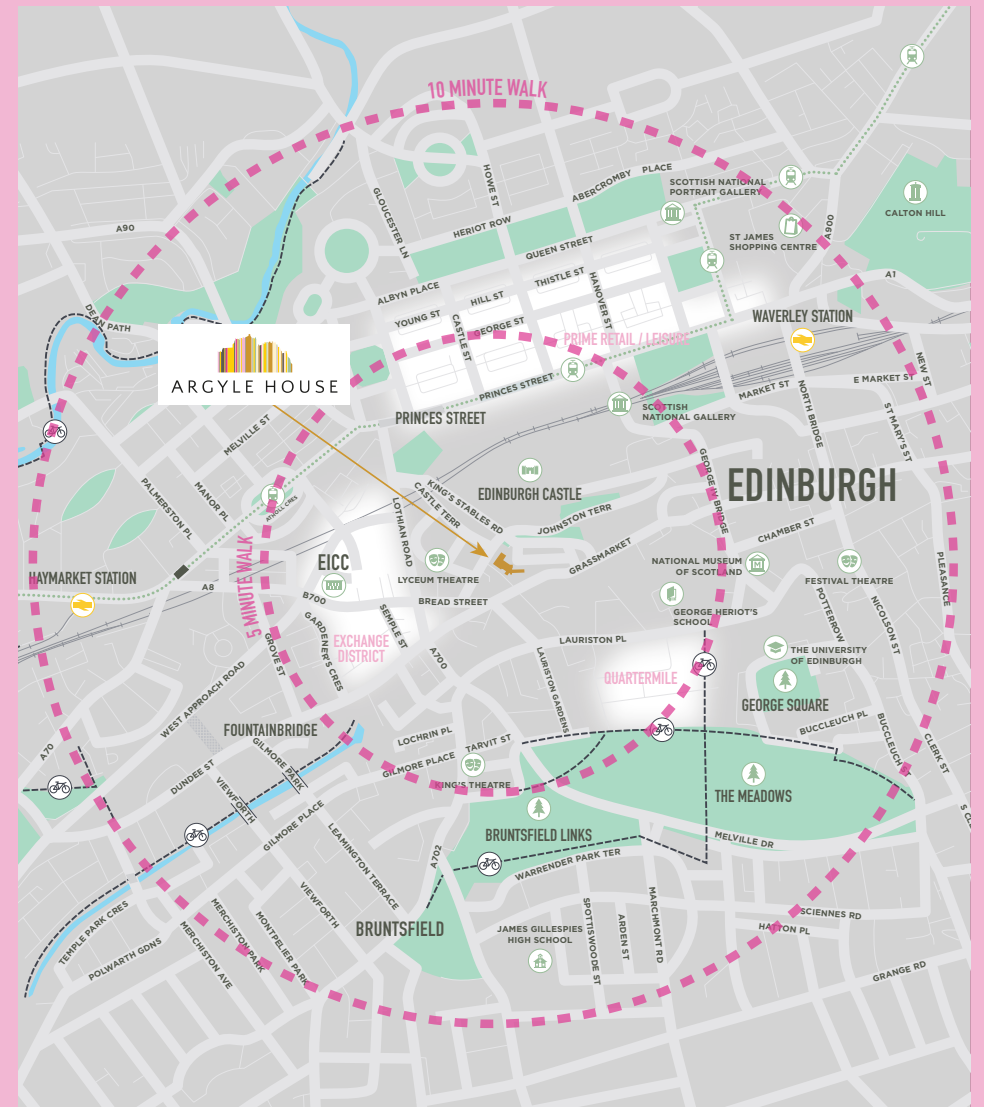 10 MINUTE WALK
HOWE ST
ABERCROMBY PLACE
SCOTTISH NATIONAL
PORTRAIT GALLERY
CALTON HILL
GLOUCESTER LN
HERIOT ROW
A90
QUEEN STREET
ST JAMES
SHOPPING CENTRE
A900
A1
THISTLE ST
HANOVER ST
ALBYN PLACE
HILL ST
YOUNG ST
CASTLE ST
GEORGE ST
DEAN PATH
WAVERLEY STATION
PRIME RETAIL / LEISURE
ARGYLE HOUSE
PRINCES STREET
NEW ST
E MARKET ST
MARKET ST
NORTH BRIDGE
SCOTTISH
NATIONAL GALLERY
PRINCES STREET
ST MARY'S ST
MELVILLE ST
GEORGE IV BRIDGE
EDINBURGH
PALMERSTON PL
MANOR PL
ATHOLL CRES
KING'S STABLES RD
CASTLE TERR
EDINBURGH CASTLE
LOTHIAN ROAD
JOHNSTON TERR
CHAMBER ST
GRASSMARKET
EICC
LYCEUM THEATRE
NATIONAL MUSEUM
OF SCOTLAND
FESTIVAL THEATRE
PLEASANCE
HAYMARKET STATION
A8
5 MINUTE WALK
B700
BREAD STREET
GEORGE HERIOT'S
SCHOOL
POTTERROW
NICOLSON ST
GARDENER'S CRES
SEMPLE ST
EXCHANGE
DISTRICT
GROVE ST
A700
LAURISTON PL
LAURISTON GARDENS
THE UNIVERSITY
OF EDINBURGH
QUARTERMILE
WEST APPROACH ROAD
GEORGE SQUARE
FOUNTAINBRIDGE
BUCCLEUCH PL
BUCCLEUCH ST
CLERK ST
A70
LOCHRIN PL
TARVIT ST
GILMORE PARK
GILMORE PLACE
DUNDEE ST
VIEWFORTH
KING'S THEATRE
THE MEADOWS
GILMORE PLACE
BRUNTSFIELD LINKS
MELVILLE DR
LEAMINGTON TERRACE
A702
WARRENDER PARK TER
VIEWFORTH
TEMPLE PARK CRES
MERCHISTON PARK
MONTPELIER PARK
MERCHISTON AVE
POLWARTH GDNS
BRUNTSFIELD
JAMES GILLESPIES
HIGH SCHOOL
SPOTTISWOODE ST
ARDEN ST
MARCHMONT RD
SCIENNES RD
HATTON PL
GRANGE RD